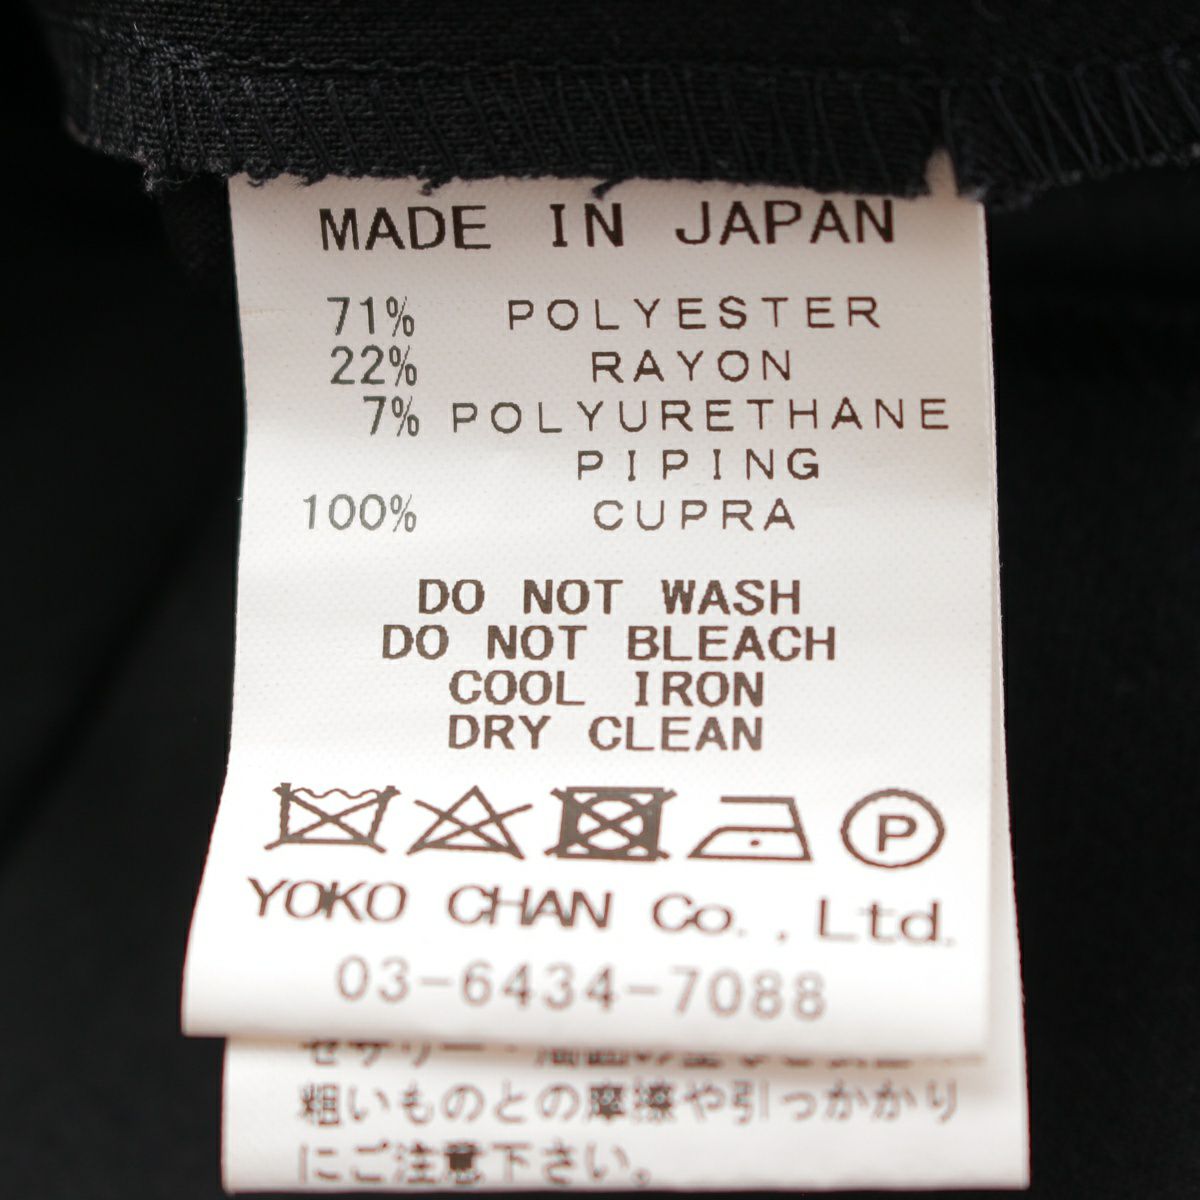 MADE IN JAPAN
71% POLYESTER
22% RAYON
7% POLYURETHANE
PIPING
100% CUPRA
DO NOT WASH
DO NOT BLEACH
COOL IRON
DRY CLEAN
P
YOKO CHAN Co., Ltd.
03-6434-7088
粗いものとの摩擦や引っかかり
にご注意下さい。